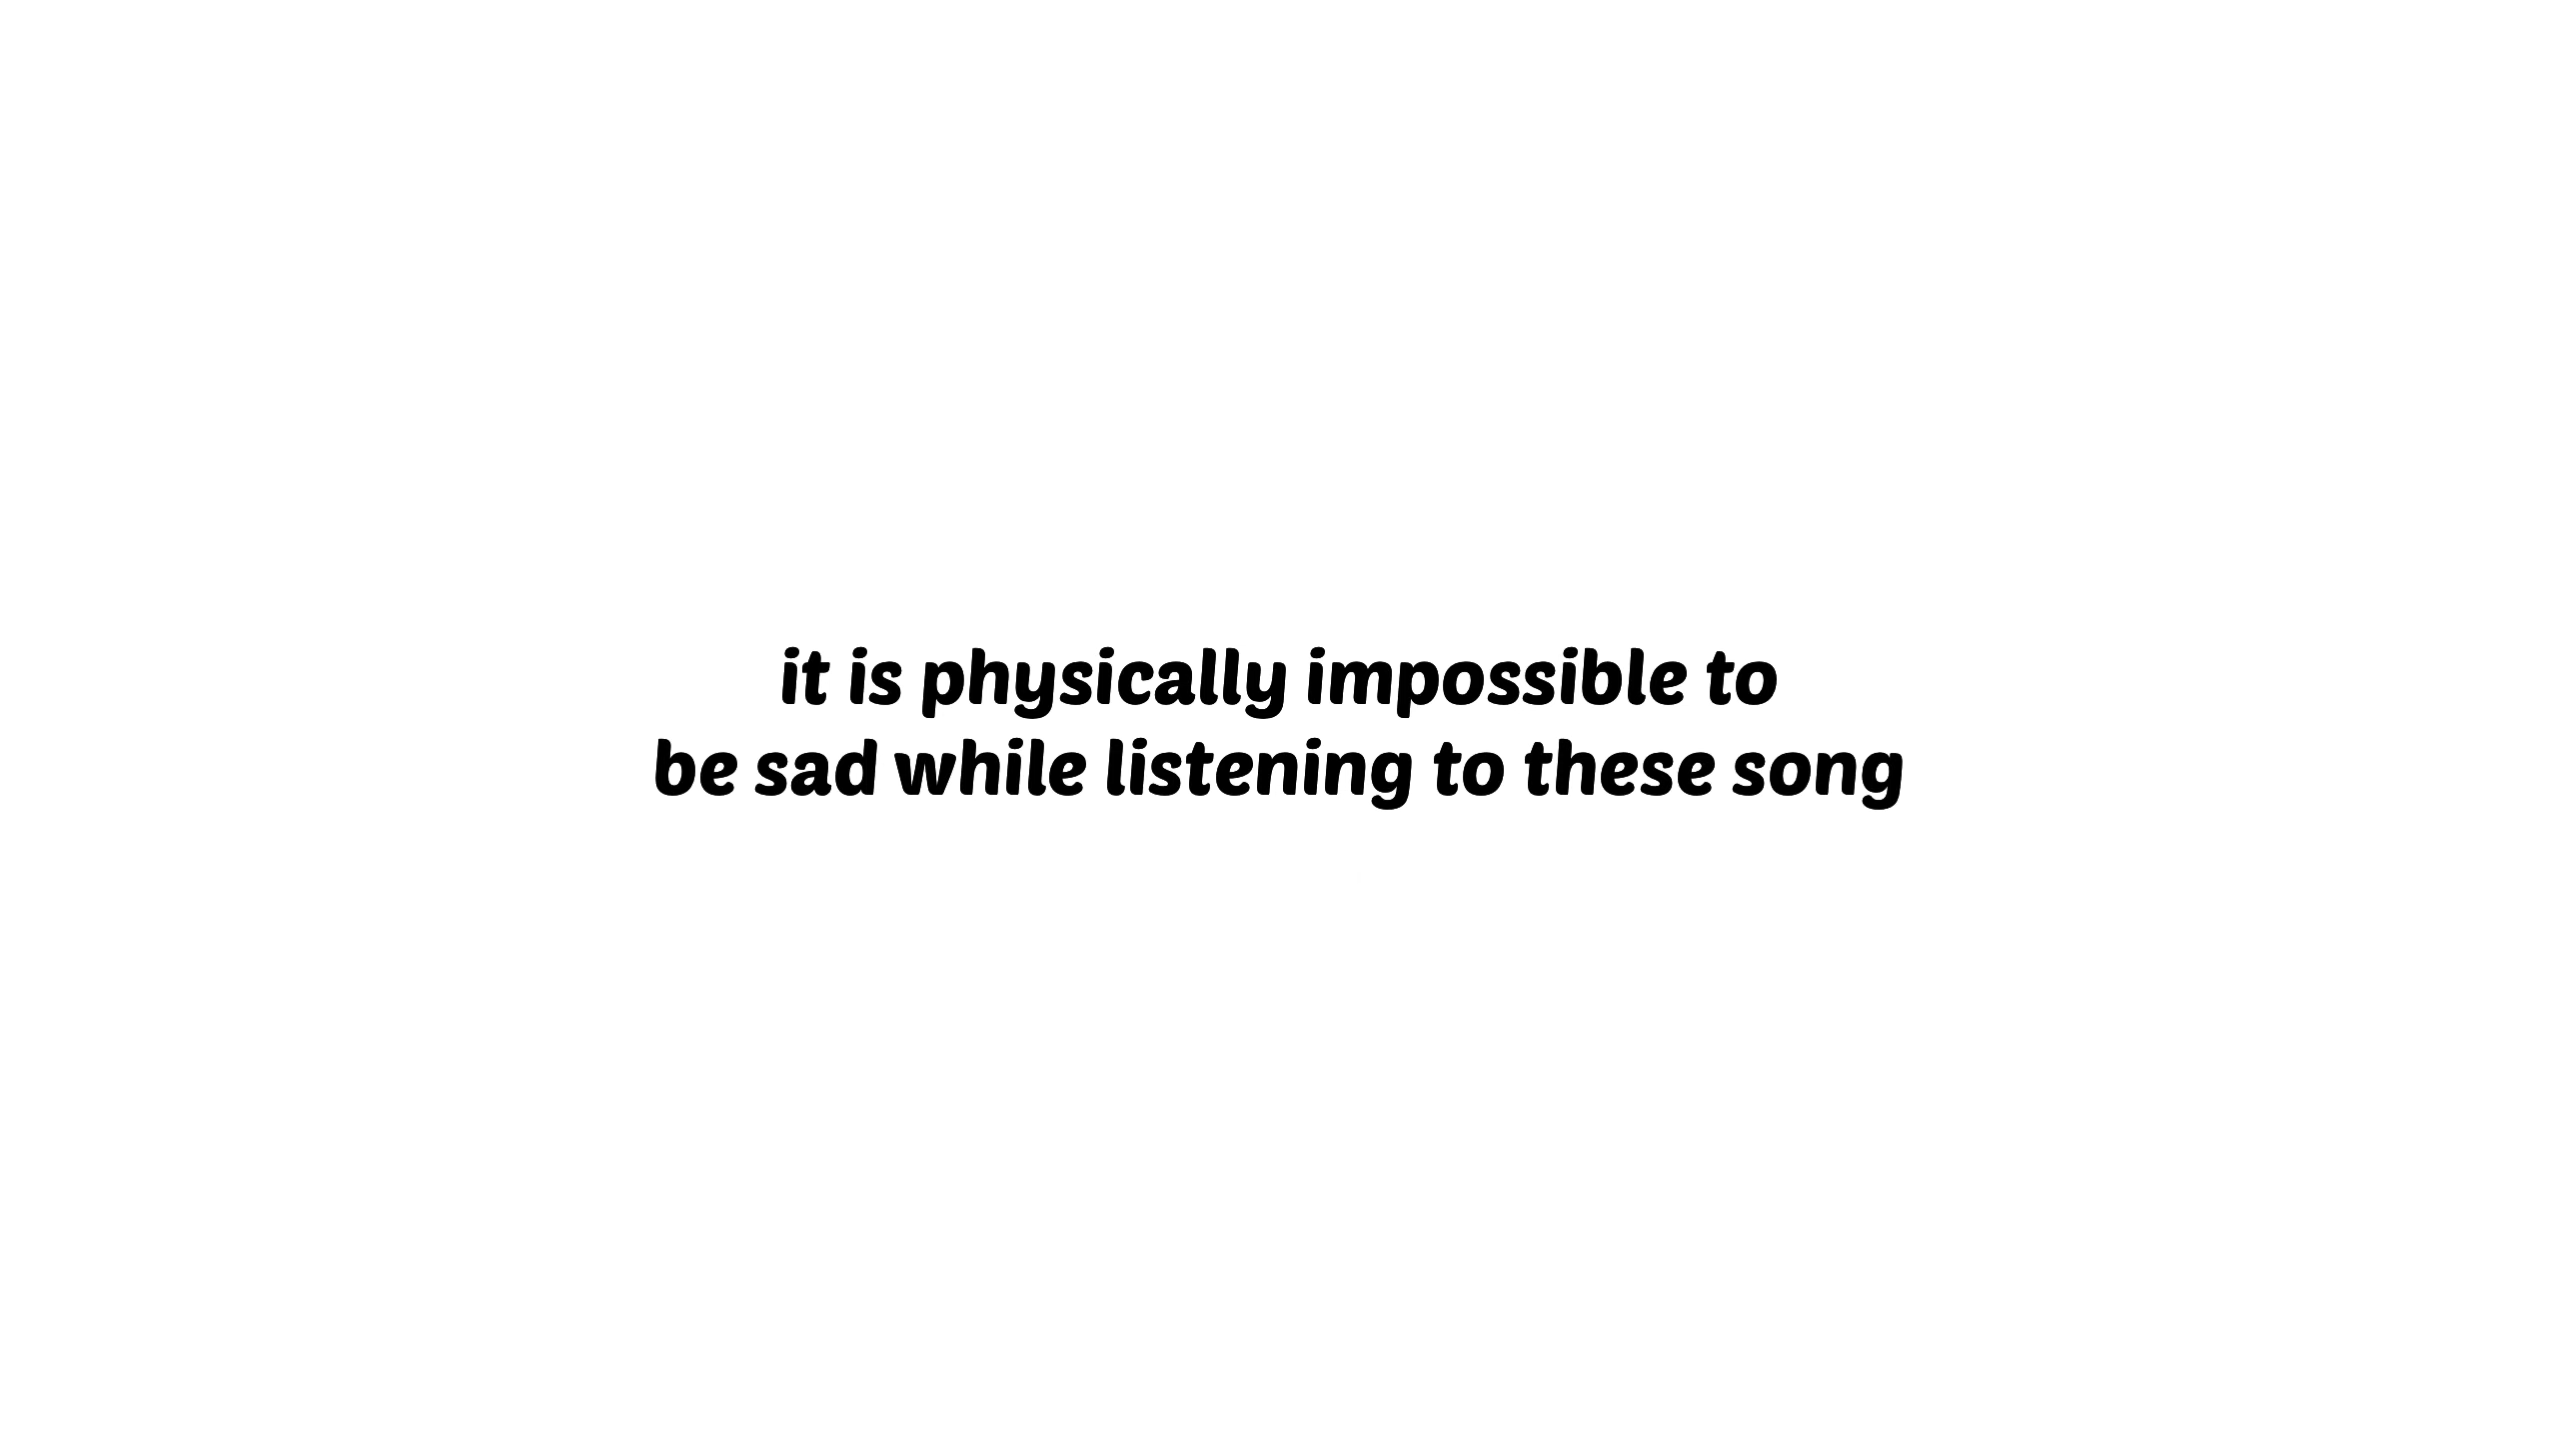 it is physically impossible to
be sad while listening to these song